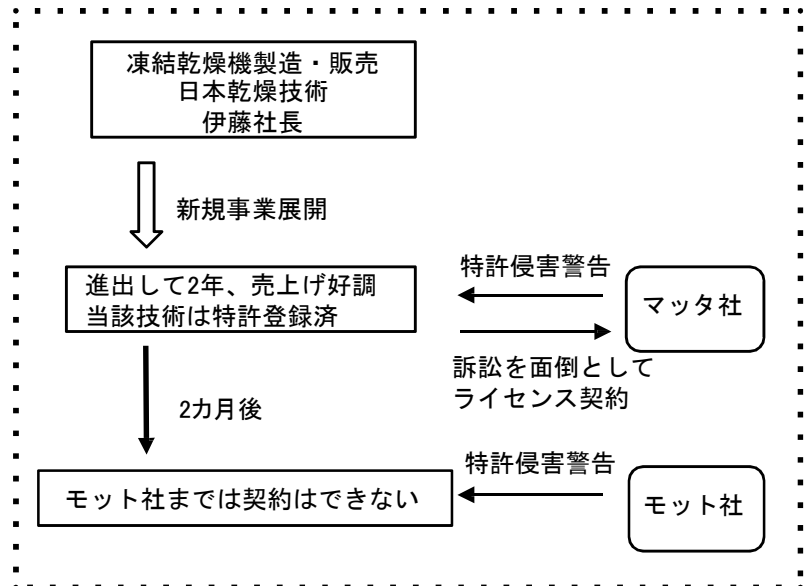 凍結乾燥機製造・販売
日本乾燥技術
伊藤社長
新規事業展開
進出して2年、売上げ好調
当該技術は特許登録済
特許侵害警告
マッタ社
訴訟を面倒として
ライセンス契約
2カ月後
モット社までは契約はできない
特許侵害警告
モット社